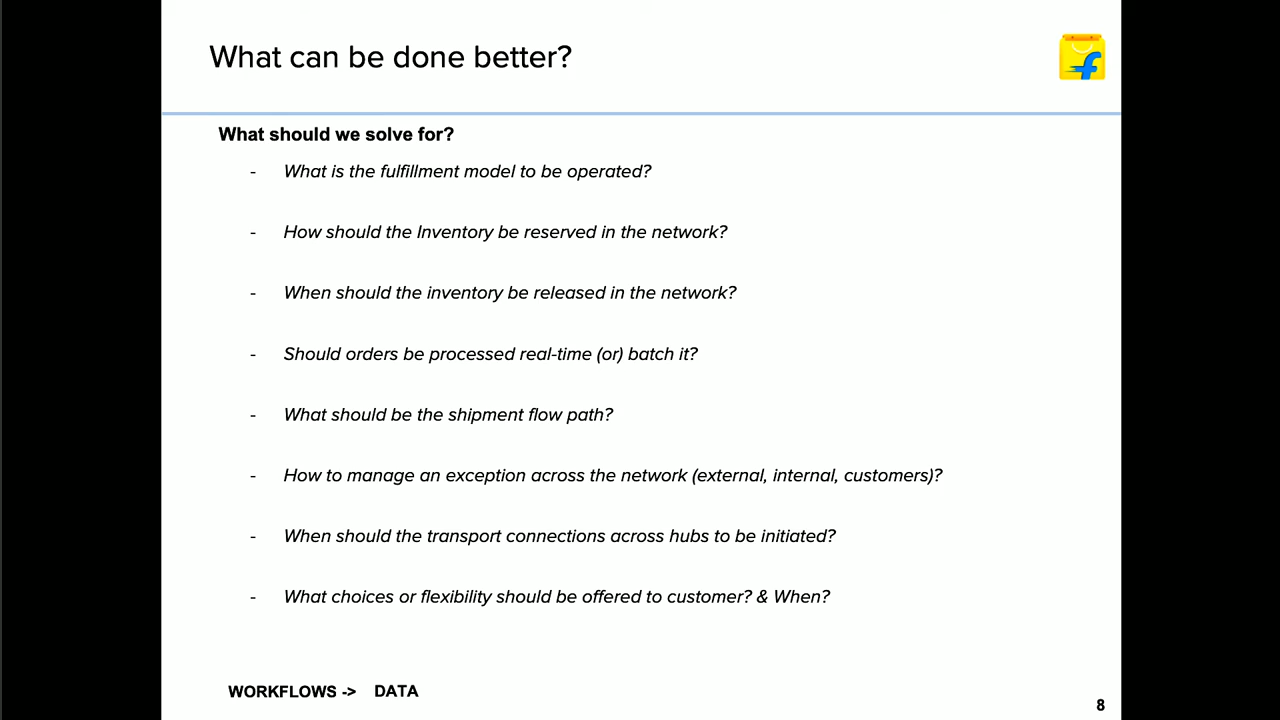 What can be done better?
What should we solve for?
- What is the fulfillment model to be operated?
- How should the Inventory be reserved in the network?
- When should the inventory be released in the network?
- Should orders be processed real-time (or) batch it?
- What should be the shipment flow path?
- How to manage an exception across the network (external, internal, customers)?
- When should the transport connections across hubs to be initiated?
- What choices or flexibility should be offered to customer? & When?
WORKFLOWS -> DATA
8